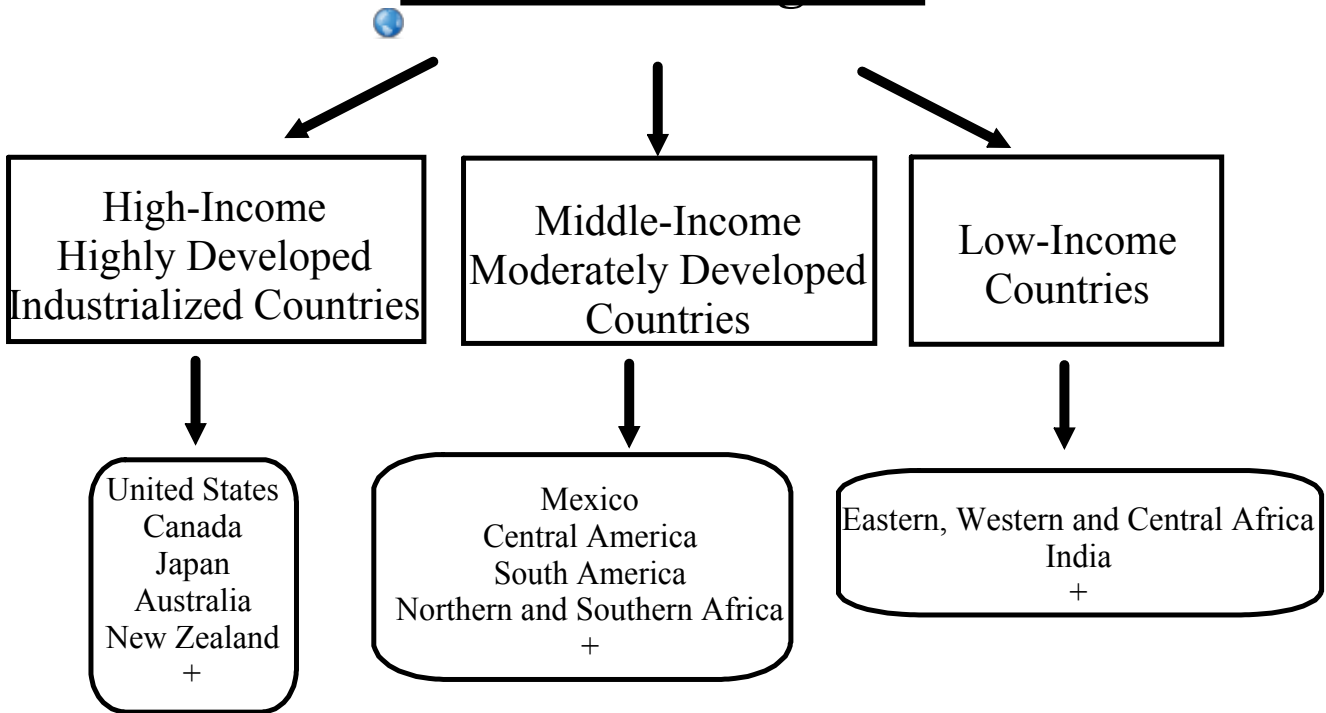 High-Income
Highly Developed
Industrialized Countries
Middle-Income
Moderately Developed
Countries
Low-Income
Countries
United States
Canada
Japan
Australia
New Zealand
+
Mexico
Central America
South America
Northern and Southern Africa
+
Eastern, Western and Central Africa
India
+